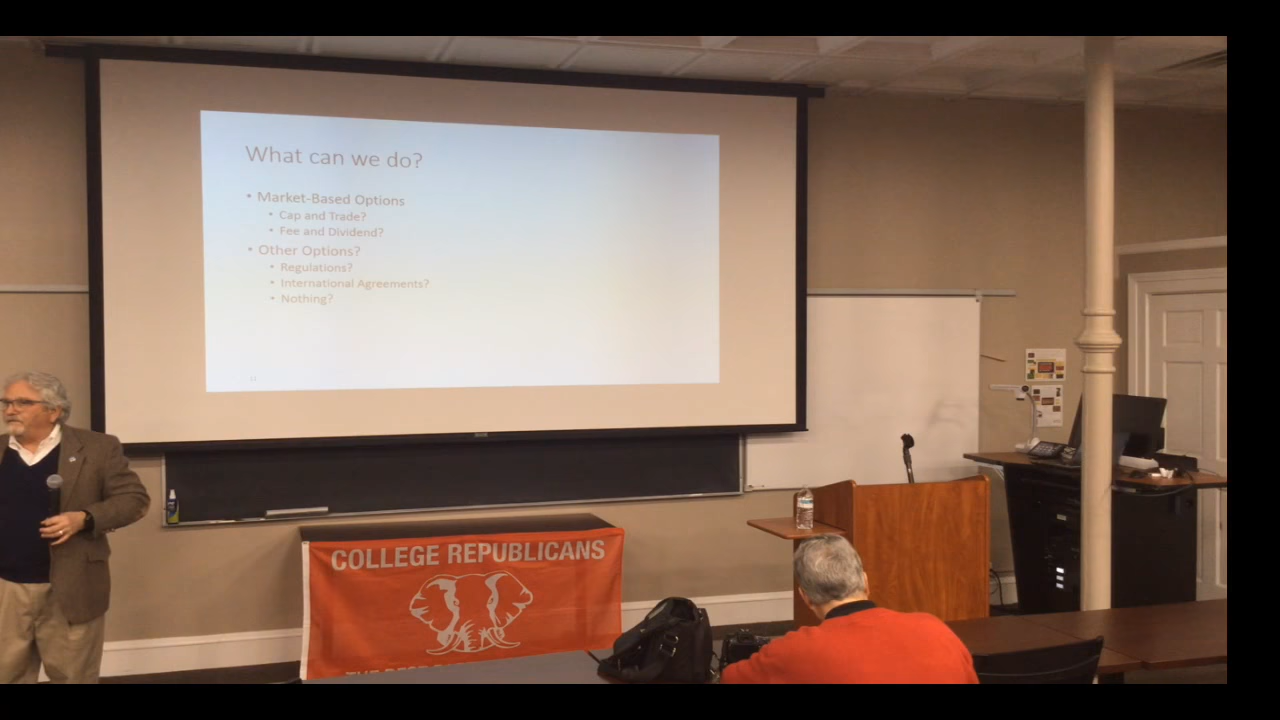 What can we do?
• Market-Based Options
• Cap and Trade?
• Fee and Dividend?
• Other Options?
• Regulations?
• International Agreements?
• Nothing?
COLLEGE REPUBLICANS